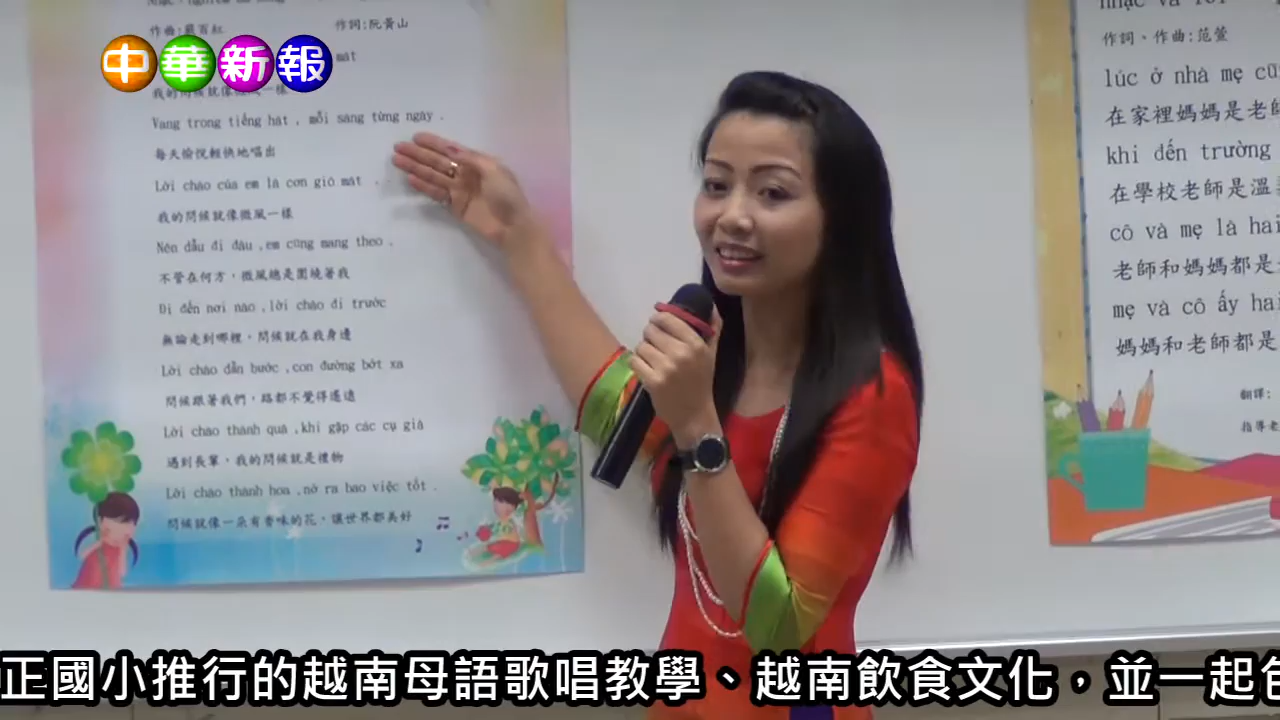 中華新報
作曲:嚴百紅 作詞:阮黃山
mát
我的問候就像微風一樣
Vang trong tiếng hát , mỗi sáng từng ngày .
每天愉悅輕快地唱出
Lời chào của em là cơn gió mát .
我的問候就像微風一樣
Nên dẫu đi đâu ,em cũng mang theo .
不管在何方，微風總是圍繞著我
Đi đến nơi nào ,lời chào đi trước
無論走到哪裡，問候就在我身邊
Lời chào dẫn bước ,con đường bớt xa
問候跟著我們，路都不覺得遙遠
Lời chào thành quà ,khi gặp các cụ già
遇到長輩，我的問候就是禮物
Lời chào thành hoa ,nở ra bao việc tốt .
問候就像一朵有香味的花，讓世界都美好
作詞、作曲:范萱
lúc ở nhà mẹ cũ
在家裡媽媽是老師
khi đến trường
在學校老師是溫
cô và mẹ là hai
老師和媽媽都是
mẹ và cô ấy hai
媽媽和老師都是
翻譯:
指導老
正國小推行的越南母語歌唱教學、越南飲食文化，並一起包